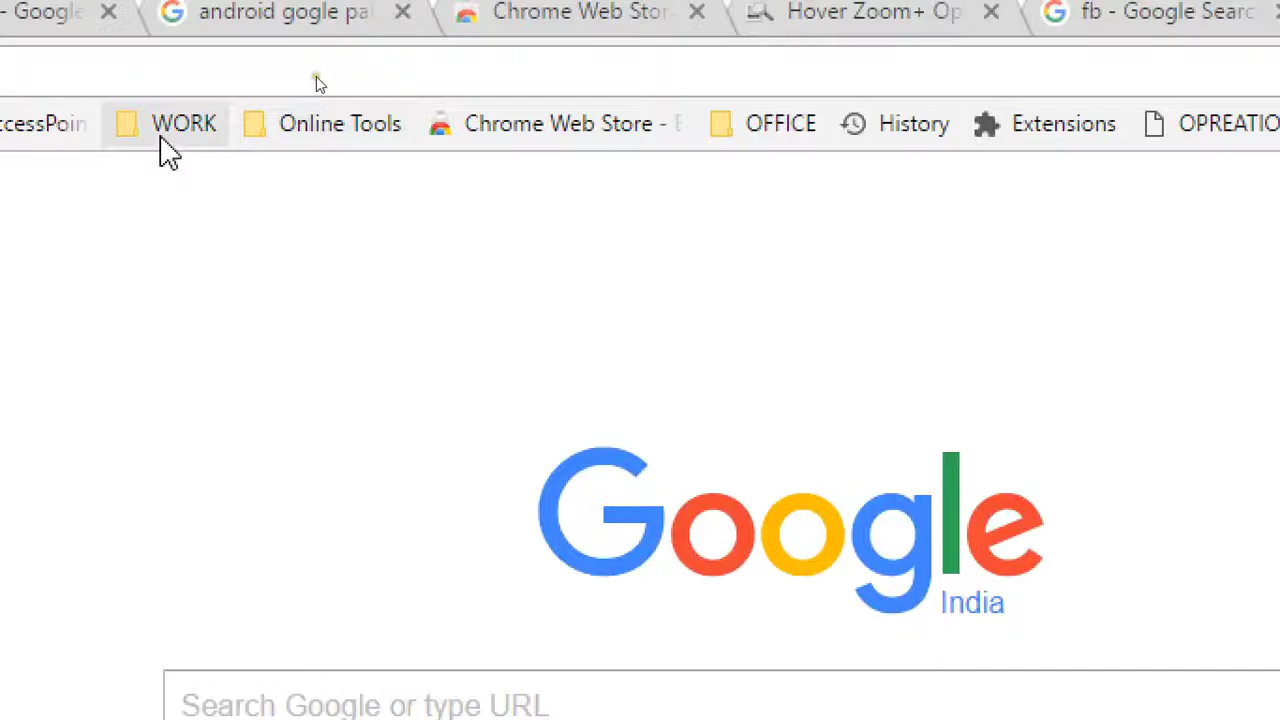 - Google android gogle pa Chrome Web Stor Hover Zoom+ Op fb - Google Searc
ccessPoin WORK Online Tools Chrome Web Store - E OFFICE History Extensions OPREATIO
Google
India
Search Google or type URL